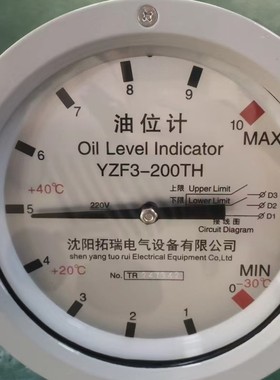 油位计
Oil Level Indicator
YZF3-200TH
10
MAX
9
8
7
6
5
4
3
2
1
0
MIN
-30℃
+40℃
+20℃
220V
上限 Upper Limit
下限 Lower Limit
D3
D2
D1
接线图
Circuit Diagram
沈阳拓瑞电气设备有限公司
shen yang tuo rui Electrical Equipment Co,Ltd
No.
TR